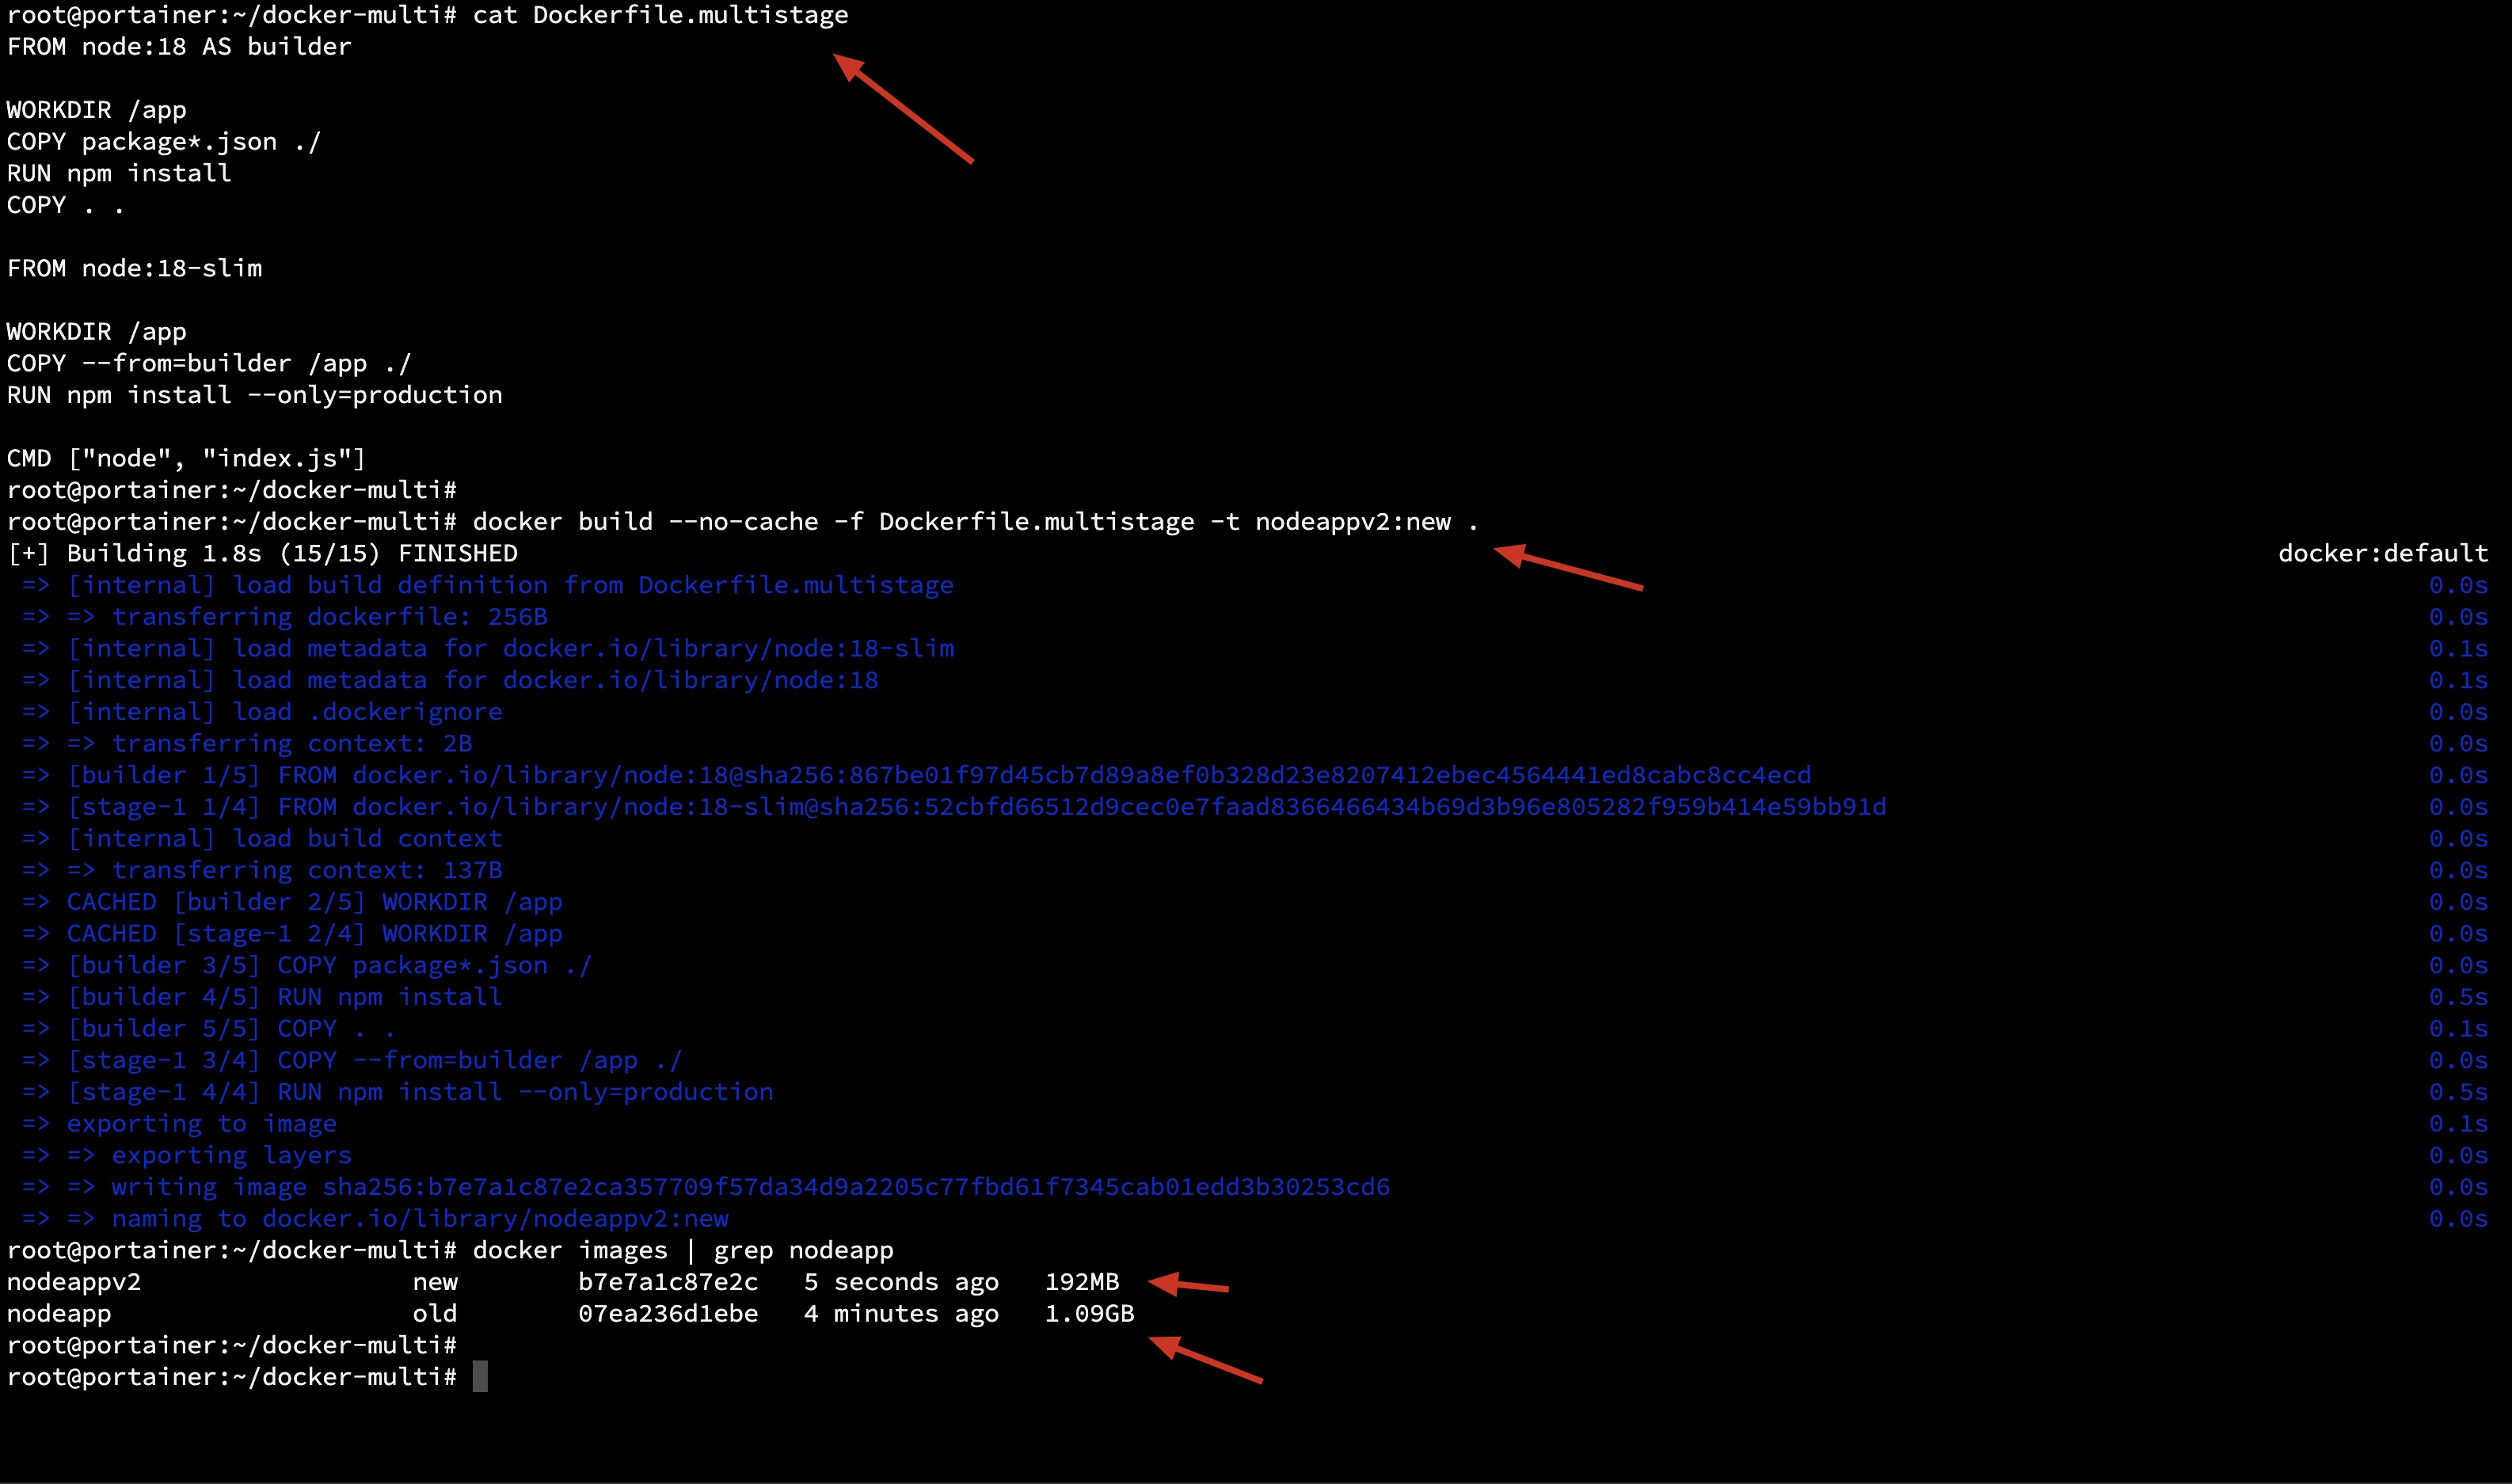 root@portainer:~/docker-multi# cat Dockerfile.multistage
FROM node:18 AS builder
WORKDIR /app
COPY package*.json ./
RUN npm install
COPY . .
FROM node:18-slim
WORKDIR /app
COPY --from=builder /app ./
RUN npm install --only=production
CMD ["node", "index.js"]
root@portainer:~/docker-multi#
root@portainer:~/docker-multi# docker build --no-cache -f Dockerfile.multistage -t nodeappv2:new .
[+] Building 1.8s (15/15) FINISHED docker:default
=> [internal] load build definition from Dockerfile.multistage 0.0s
=> => transferring dockerfile: 256B 0.0s
=> [internal] load metadata for docker.io/library/node:18-slim 0.1s
=> [internal] load metadata for docker.io/library/node:18 0.1s
=> [internal] load .dockerignore 0.0s
=> => transferring context: 2B 0.0s
=> [builder 1/5] FROM docker.io/library/node:18@sha256:867be01f97d45cb7d89a8ef0b328d23e8207412ebec4564441ed8cabc8cc4ecd 0.0s
=> [stage-1 1/4] FROM docker.io/library/node:18-slim@sha256:52cbfd66512d9cec0e7faad8366466434b69d3b96e805282f959b414e59bb91d 0.0s
=> [internal] load build context 0.0s
=> => transferring context: 137B 0.0s
=> CACHED [builder 2/5] WORKDIR /app 0.0s
=> CACHED [stage-1 2/4] WORKDIR /app 0.0s
=> [builder 3/5] COPY package*.json ./ 0.0s
=> [builder 4/5] RUN npm install 0.5s
=> [builder 5/5] COPY . . 0.1s
=> [stage-1 3/4] COPY --from=builder /app ./ 0.0s
=> [stage-1 4/4] RUN npm install --only=production 0.5s
=> exporting to image 0.1s
=> => exporting layers 0.0s
=> => writing image sha256:b7e7a1c87e2ca357709f57da34d9a2205c77fbd61f7345cab01edd3b30253cd6 0.0s
=> => naming to docker.io/library/nodeappv2:new 0.0s
root@portainer:~/docker-multi# docker images | grep nodeapp
nodeappv2 new b7e7a1c87e2c 5 seconds ago 192MB
nodeapp old 07ea236d1ebe 4 minutes ago 1.09GB
root@portainer:~/docker-multi#
root@portainer:~/docker-multi#